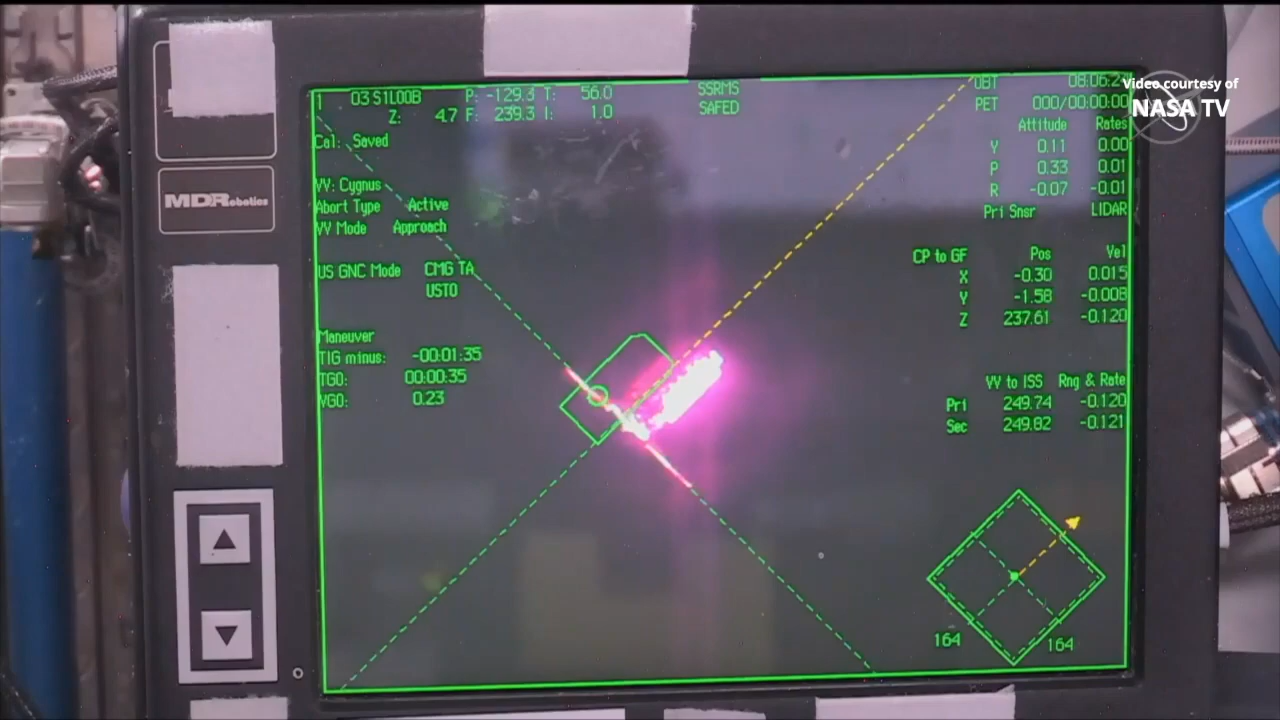 Video courtesy of
NASA TV
MDRobotics
1 03 S1L00B P: -129.3 T: 56.0
Z: 4.7 F: 239.3 I: 1.0
SSRMS
SAFED
Cal: Saved
VV: Cygnus
Abort Type Active
VV Mode Approach
US GNC Mode CMG TA
USTO
Maneuver
TIG minus: -00:01:35
TGO: 00:00:35
VGO: 0.23
PET 000/00:00:00
Attitude Rates
Y 0.11 0.00
P 0.33 0.01
R -0.07 -0.01
Pri Snsr LIDAR
CP to GF Pos Vel
X -0.30 0.015
Y -1.58 -0.008
Z 237.61 -0.120
VV to ISS Rng & Rate
Pri 249.74 -0.120
Sec 249.82 -0.121
164 164